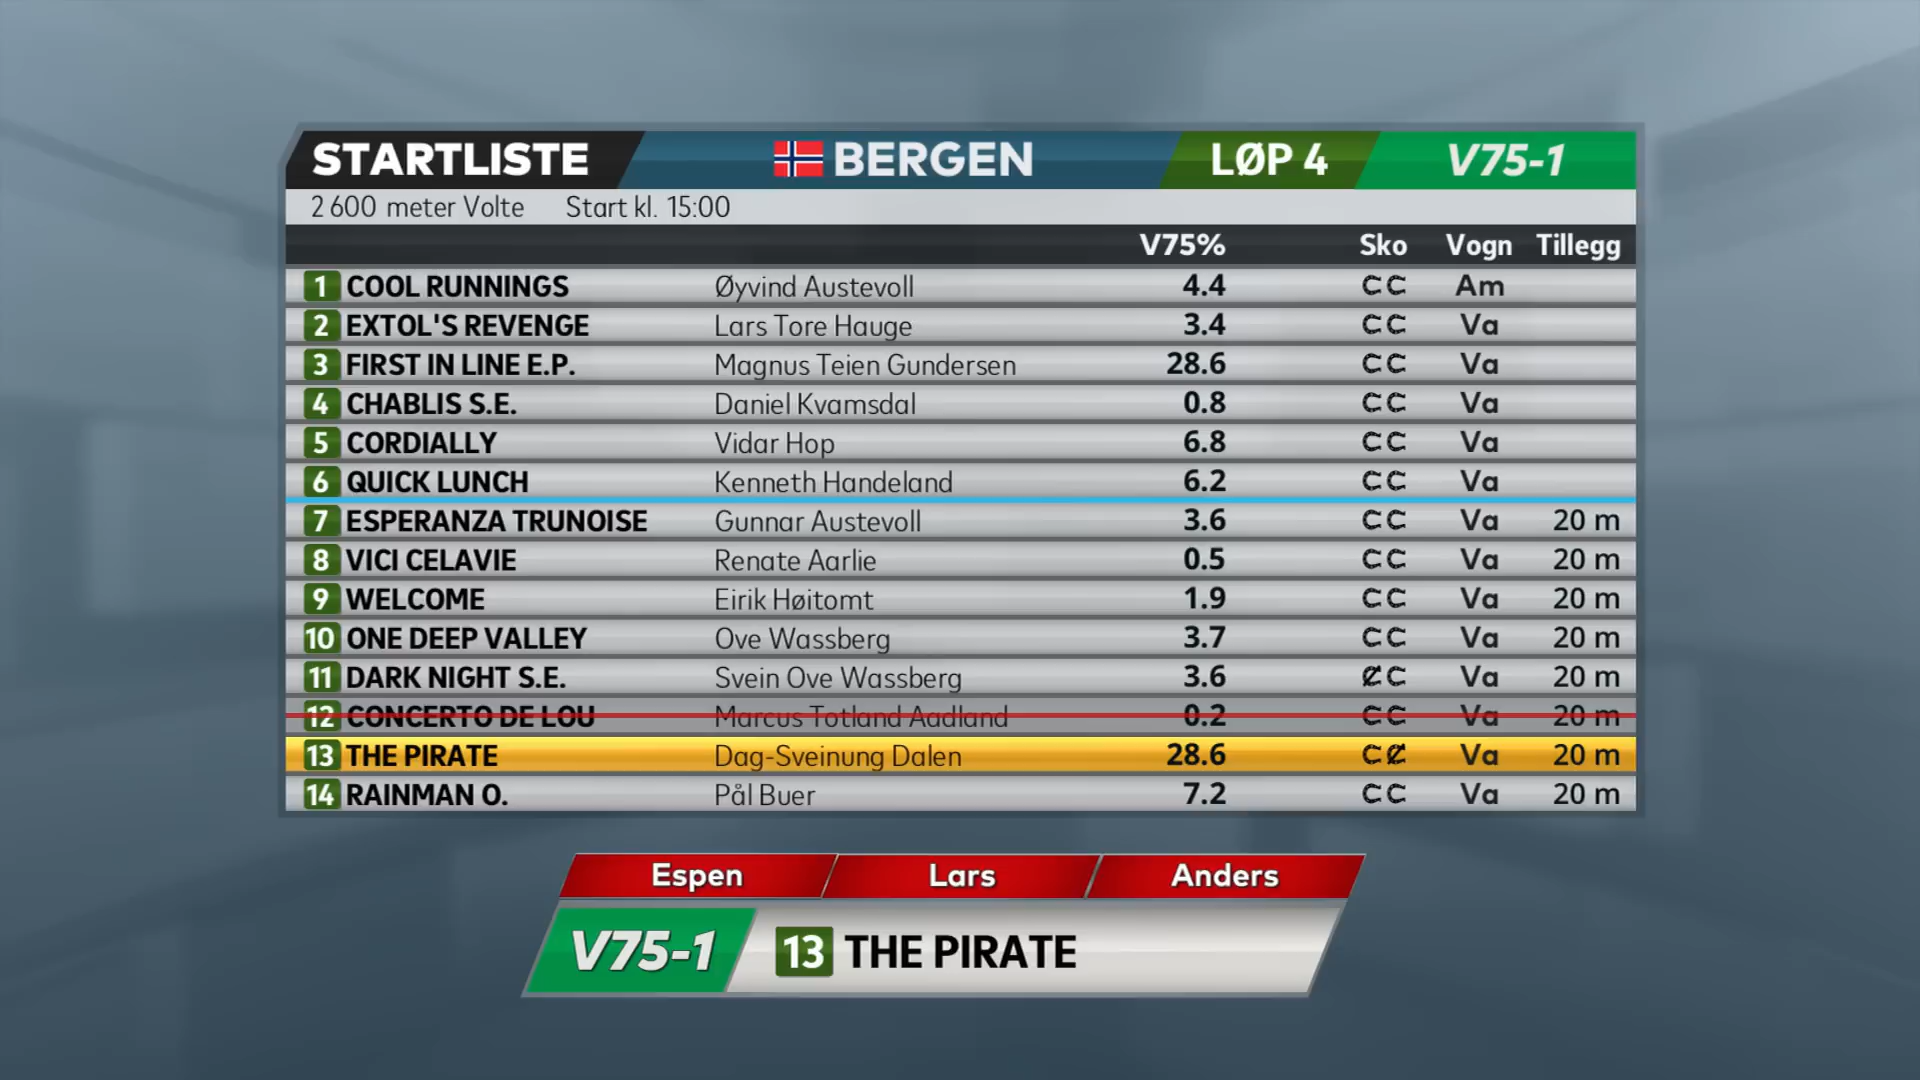 STARTLISTE BERGEN LØP 4 V75-1
2600 meter Volte Start kl. 15:00
V75% Sko Vogn Tillegg
1 COOL RUNNINGS Øyvind Austevoll 4.4 C C Am
2 EXTOL'S REVENGE Lars Tore Hauge 3.4 C C Va
3 FIRST IN LINE E.P. Magnus Teien Gundersen 28.6 C C Va
4 CHABLIS S.E. Daniel Kvamsdal 0.8 C C Va
5 CORDIALLY Vidar Hop 6.8 C C Va
6 QUICK LUNCH Kenneth Handeland 6.2 C C Va
7 ESPERANZA TRUNOISE Gunnar Austevoll 3.6 C C Va 20 m
8 VICI CELAVIE Renate Aarlie 0.5 C C Va 20 m
9 WELCOME Eirik Høitomt 1.9 C C Va 20 m
10 ONE DEEP VALLEY Ove Wassberg 3.7 C C Va 20 m
11 DARK NIGHT S.E. Svein Ove Wassberg 3.6 Ȼ C Va 20 m
12 CONCERTO DE LOU Marcus Totland Aadland 0.2 C C Va 20 m
13 THE PIRATE Dag-Sveinung Dalen 28.6 C Ȼ Va 20 m
14 RAINMAN O. Pål Buer 7.2 C C Va 20 m
Espen Lars Anders
V75-1 13 THE PIRATE